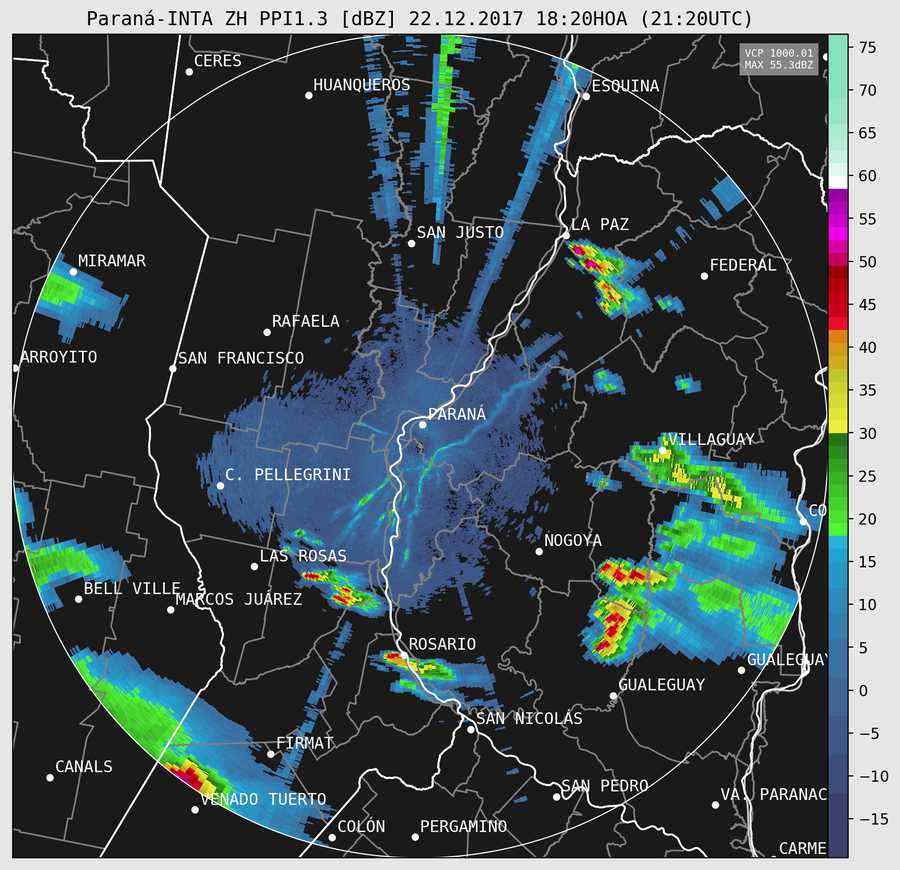 Paraná-INTA ZH PPI1.3 [dBZ] 22.12.2017 18:20HOA (21:20UTC)
VCP 1000.01
MAX 55.3dBZ
CERES
HUANQUEROS
ESQUINA
SAN JUSTO
LA PAZ
MIRAMAR
FEDERAL
RAFAELA
ARROYITO
SAN FRANCISCO
PARANÁ
VILLAGUAY
C. PELLEGRINI
CO
NOGOYA
LAS ROSAS
BELL VILLE
MARCOS JUÁREZ
ROSARIO
GUALEGUAY
GUALEGUAY
SAN NICOLÁS
FIRMAT
CANALS
VENADO TUERTO
SAN PEDRO
VA. PARANAC
COLÓN
PERGAMINO
CARME
75
70
65
60
55
50
45
40
35
30
25
20
15
10
5
0
−5
−10
−15